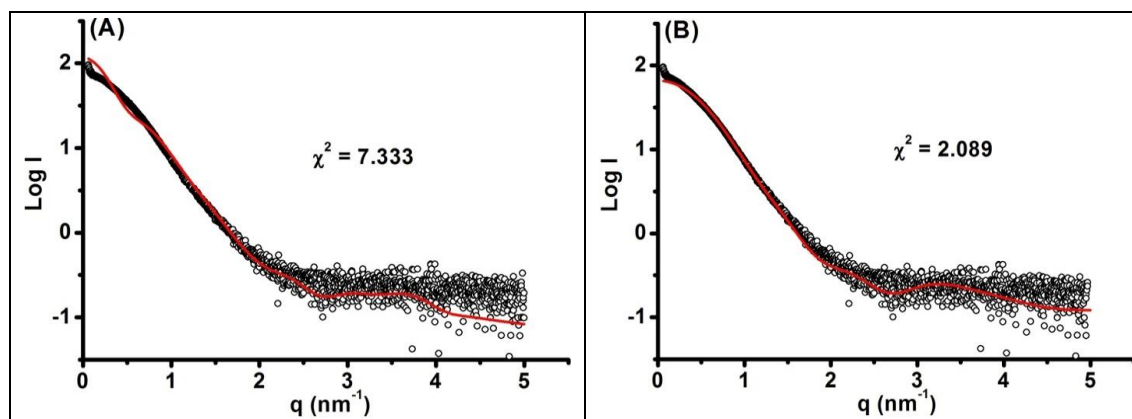 (A)
2
1
0
-1
Log I
χ² = 7.333
0 1 2 3 4 5
q (nm⁻¹)
(B)
2
1
0
-1
Log I
χ² = 2.089
0 1 2 3 4 5
q (nm⁻¹)